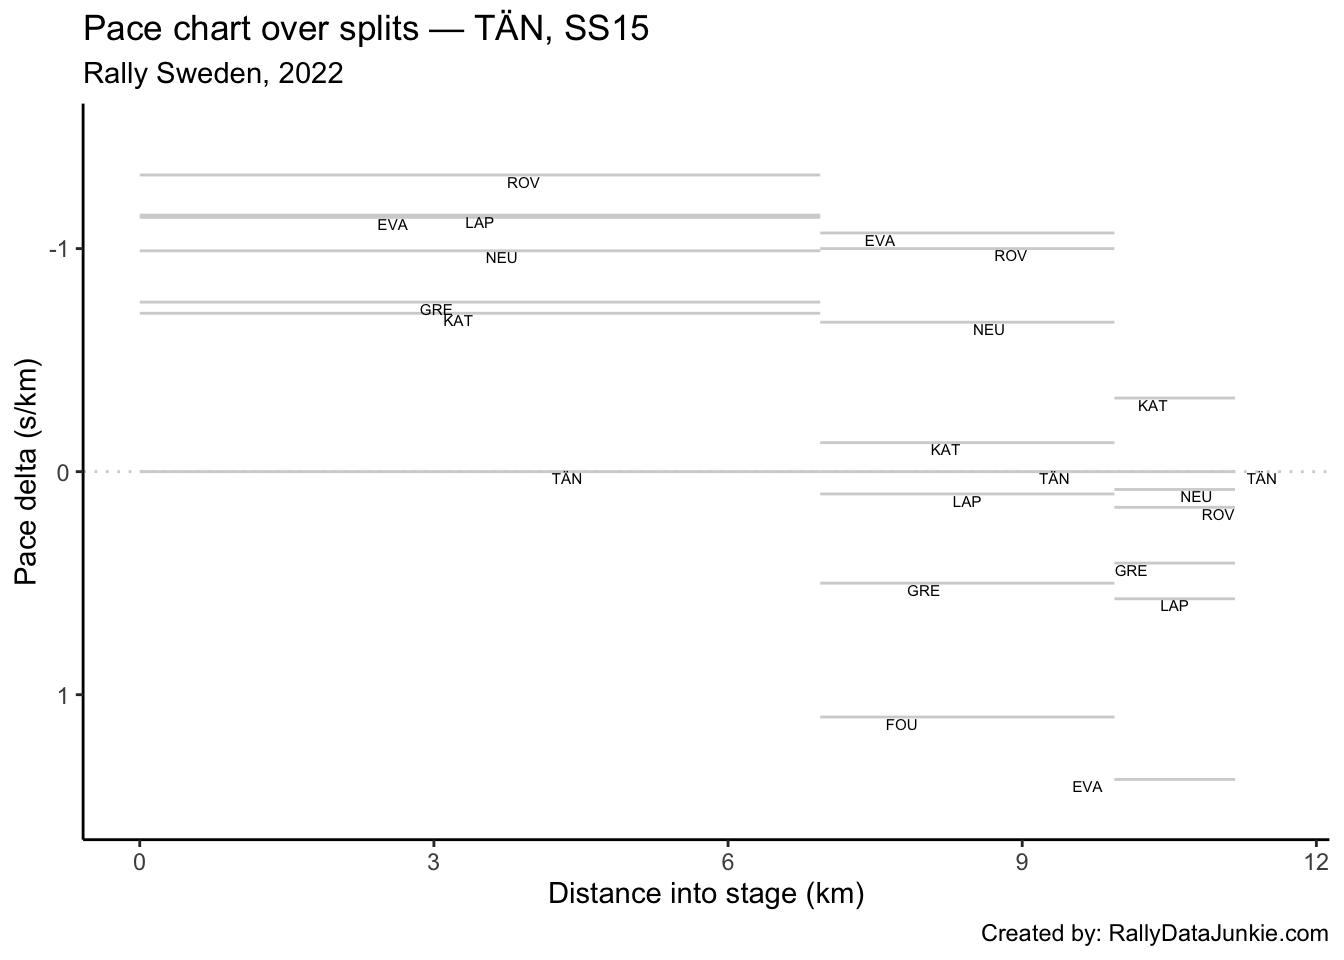 Pace chart over splits — TÄN, SS15
Rally Sweden, 2022
Pace delta (s/km)
-1
0
1
ROV
EVA
LAP
NEU
GRE
KAT
TÄN
EVA
ROV
NEU
KAT
TÄN
LAP
GRE
FOU
KAT
TÄN
NEU
ROV
GRE
LAP
EVA
0 3 6 9 12
Distance into stage (km)
Created by: RallyDataJunkie.com